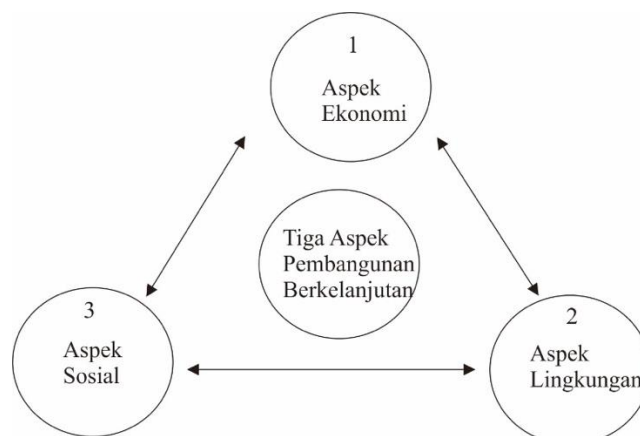 1
Aspek
Ekonomi
Tiga Aspek
Pembangunan
Berkelanjutan
3
Aspek
Sosial
2
Aspek
Lingkungan